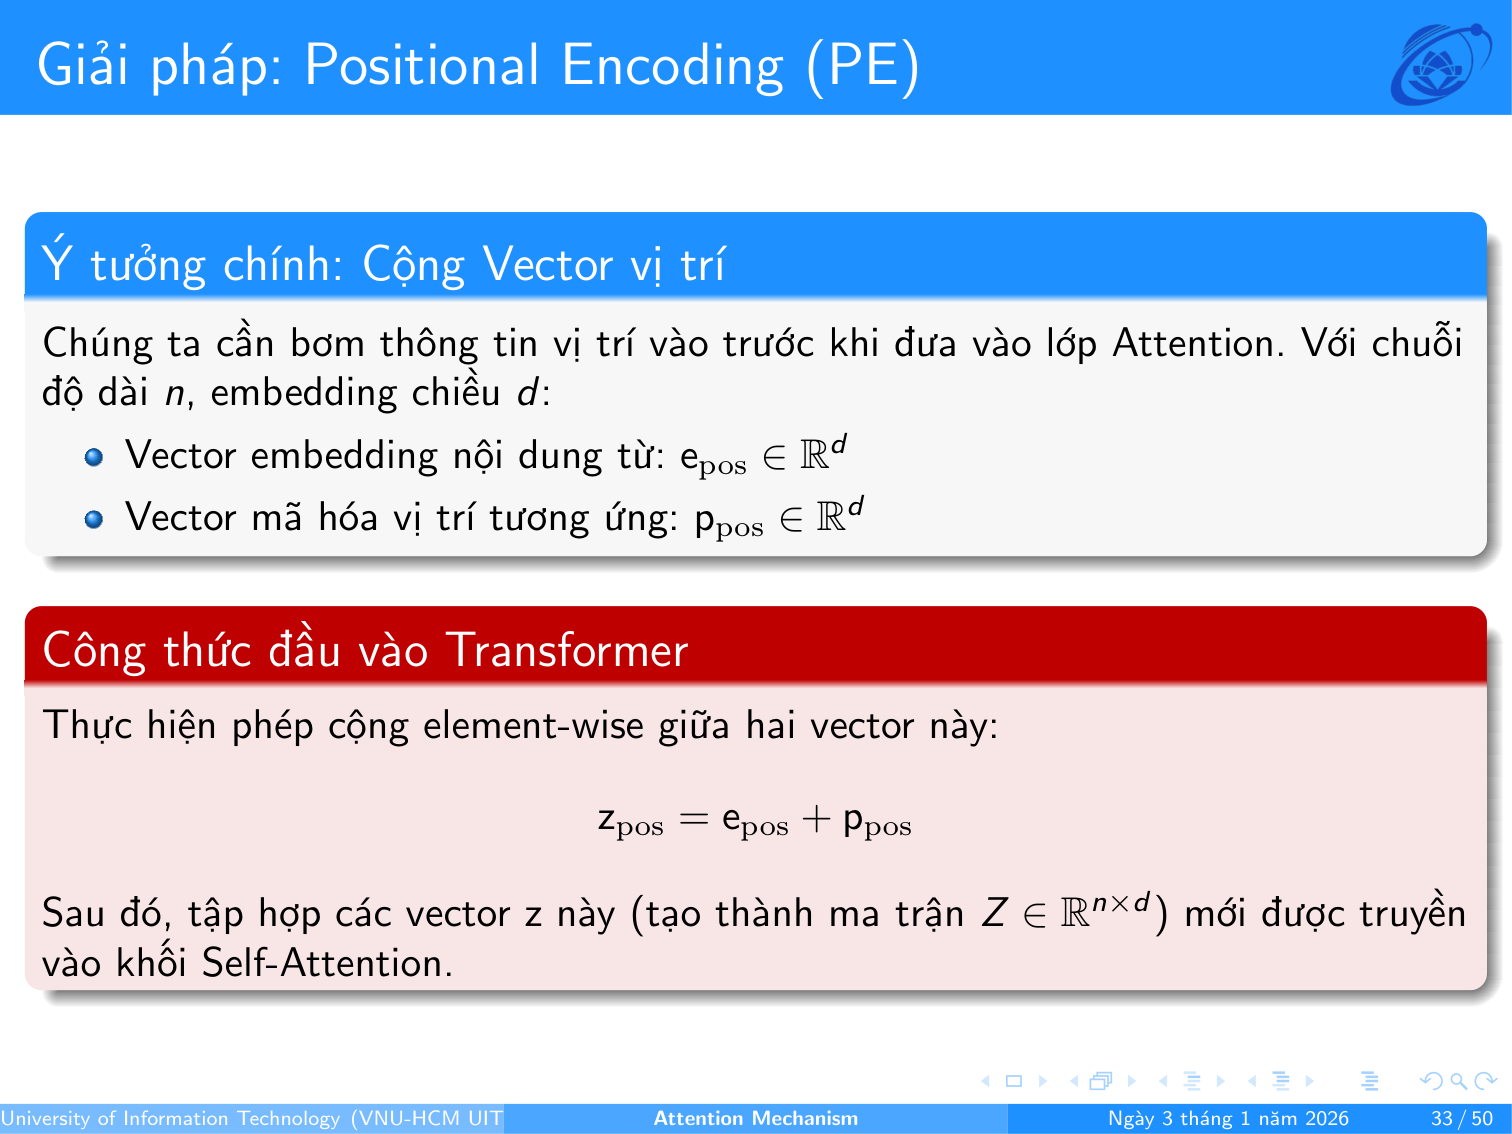 Giải pháp: Positional Encoding (PE)
Ý tưởng chính: Cộng Vector vị trí
Chúng ta cần bơm thông tin vị trí vào trước khi đưa vào lớp Attention. Với chuỗi
độ dài n, embedding chiều d:
Vector embedding nội dung từ: e_pos ∈ ℝ^d
Vector mã hóa vị trí tương ứng: p_pos ∈ ℝ^d
Công thức đầu vào Transformer
Thực hiện phép cộng element-wise giữa hai vector này:
z_pos = e_pos + p_pos
Sau đó, tập hợp các vector z này (tạo thành ma trận Z ∈ ℝ^{n×d}) mới được truyền
vào khối Self-Attention.
University of Information Technology (VNU-HCM UIT
Attention Mechanism
Ngày 3 tháng 1 năm 2026
33 / 50